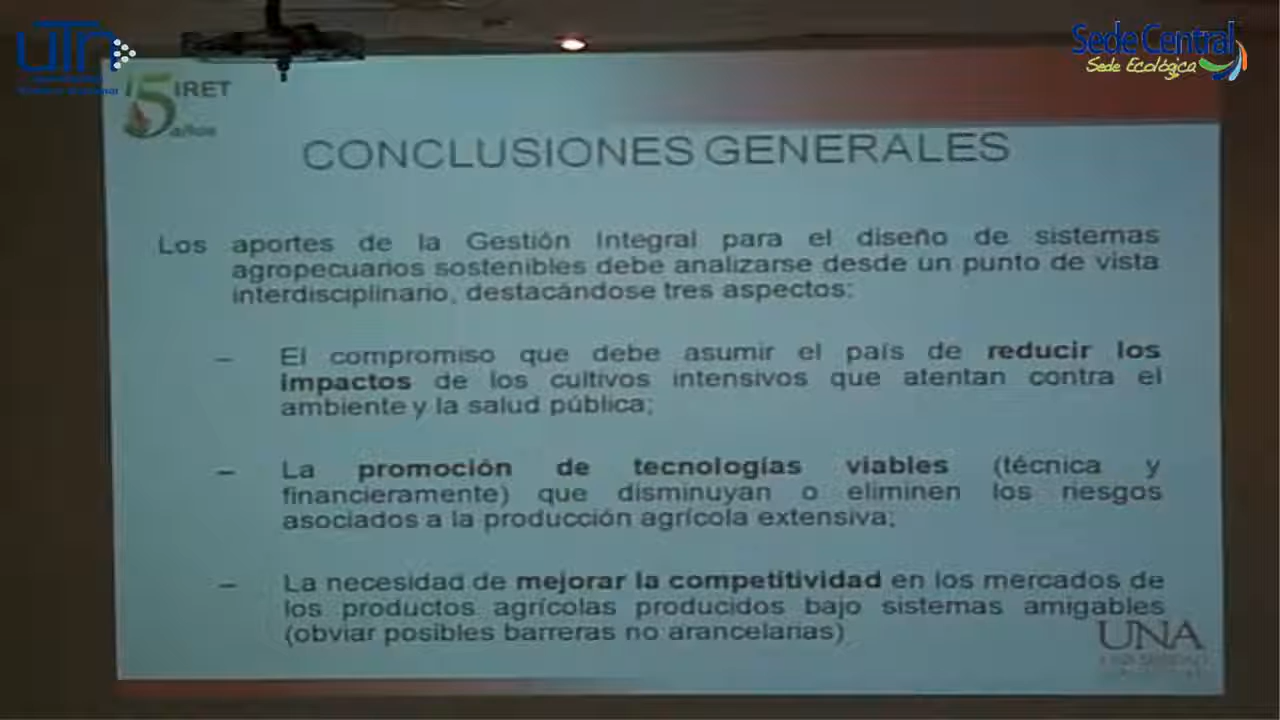 utn
Sede Central
Sede Ecológica
15 IRET
años
CONCLUSIONES GENERALES
Los aportes de la Gestión Integral para el diseño de sistemas
agropecuarios sostenibles debe analizarse desde un punto de vista
interdisciplinario, destacándose tres aspectos:
– El compromiso que debe asumir el país de reducir los
impactos de los cultivos intensivos que atentan contra el
ambiente y la salud pública;
– La promoción de tecnologías viables (técnica y
financieramente) que disminuyan o eliminen los riesgos
asociados a la producción agrícola extensiva;
– La necesidad de mejorar la competitividad en los mercados de
los productos agrícolas producidos bajo sistemas amigables
(obviar posibles barreras no arancelarias)
UNA